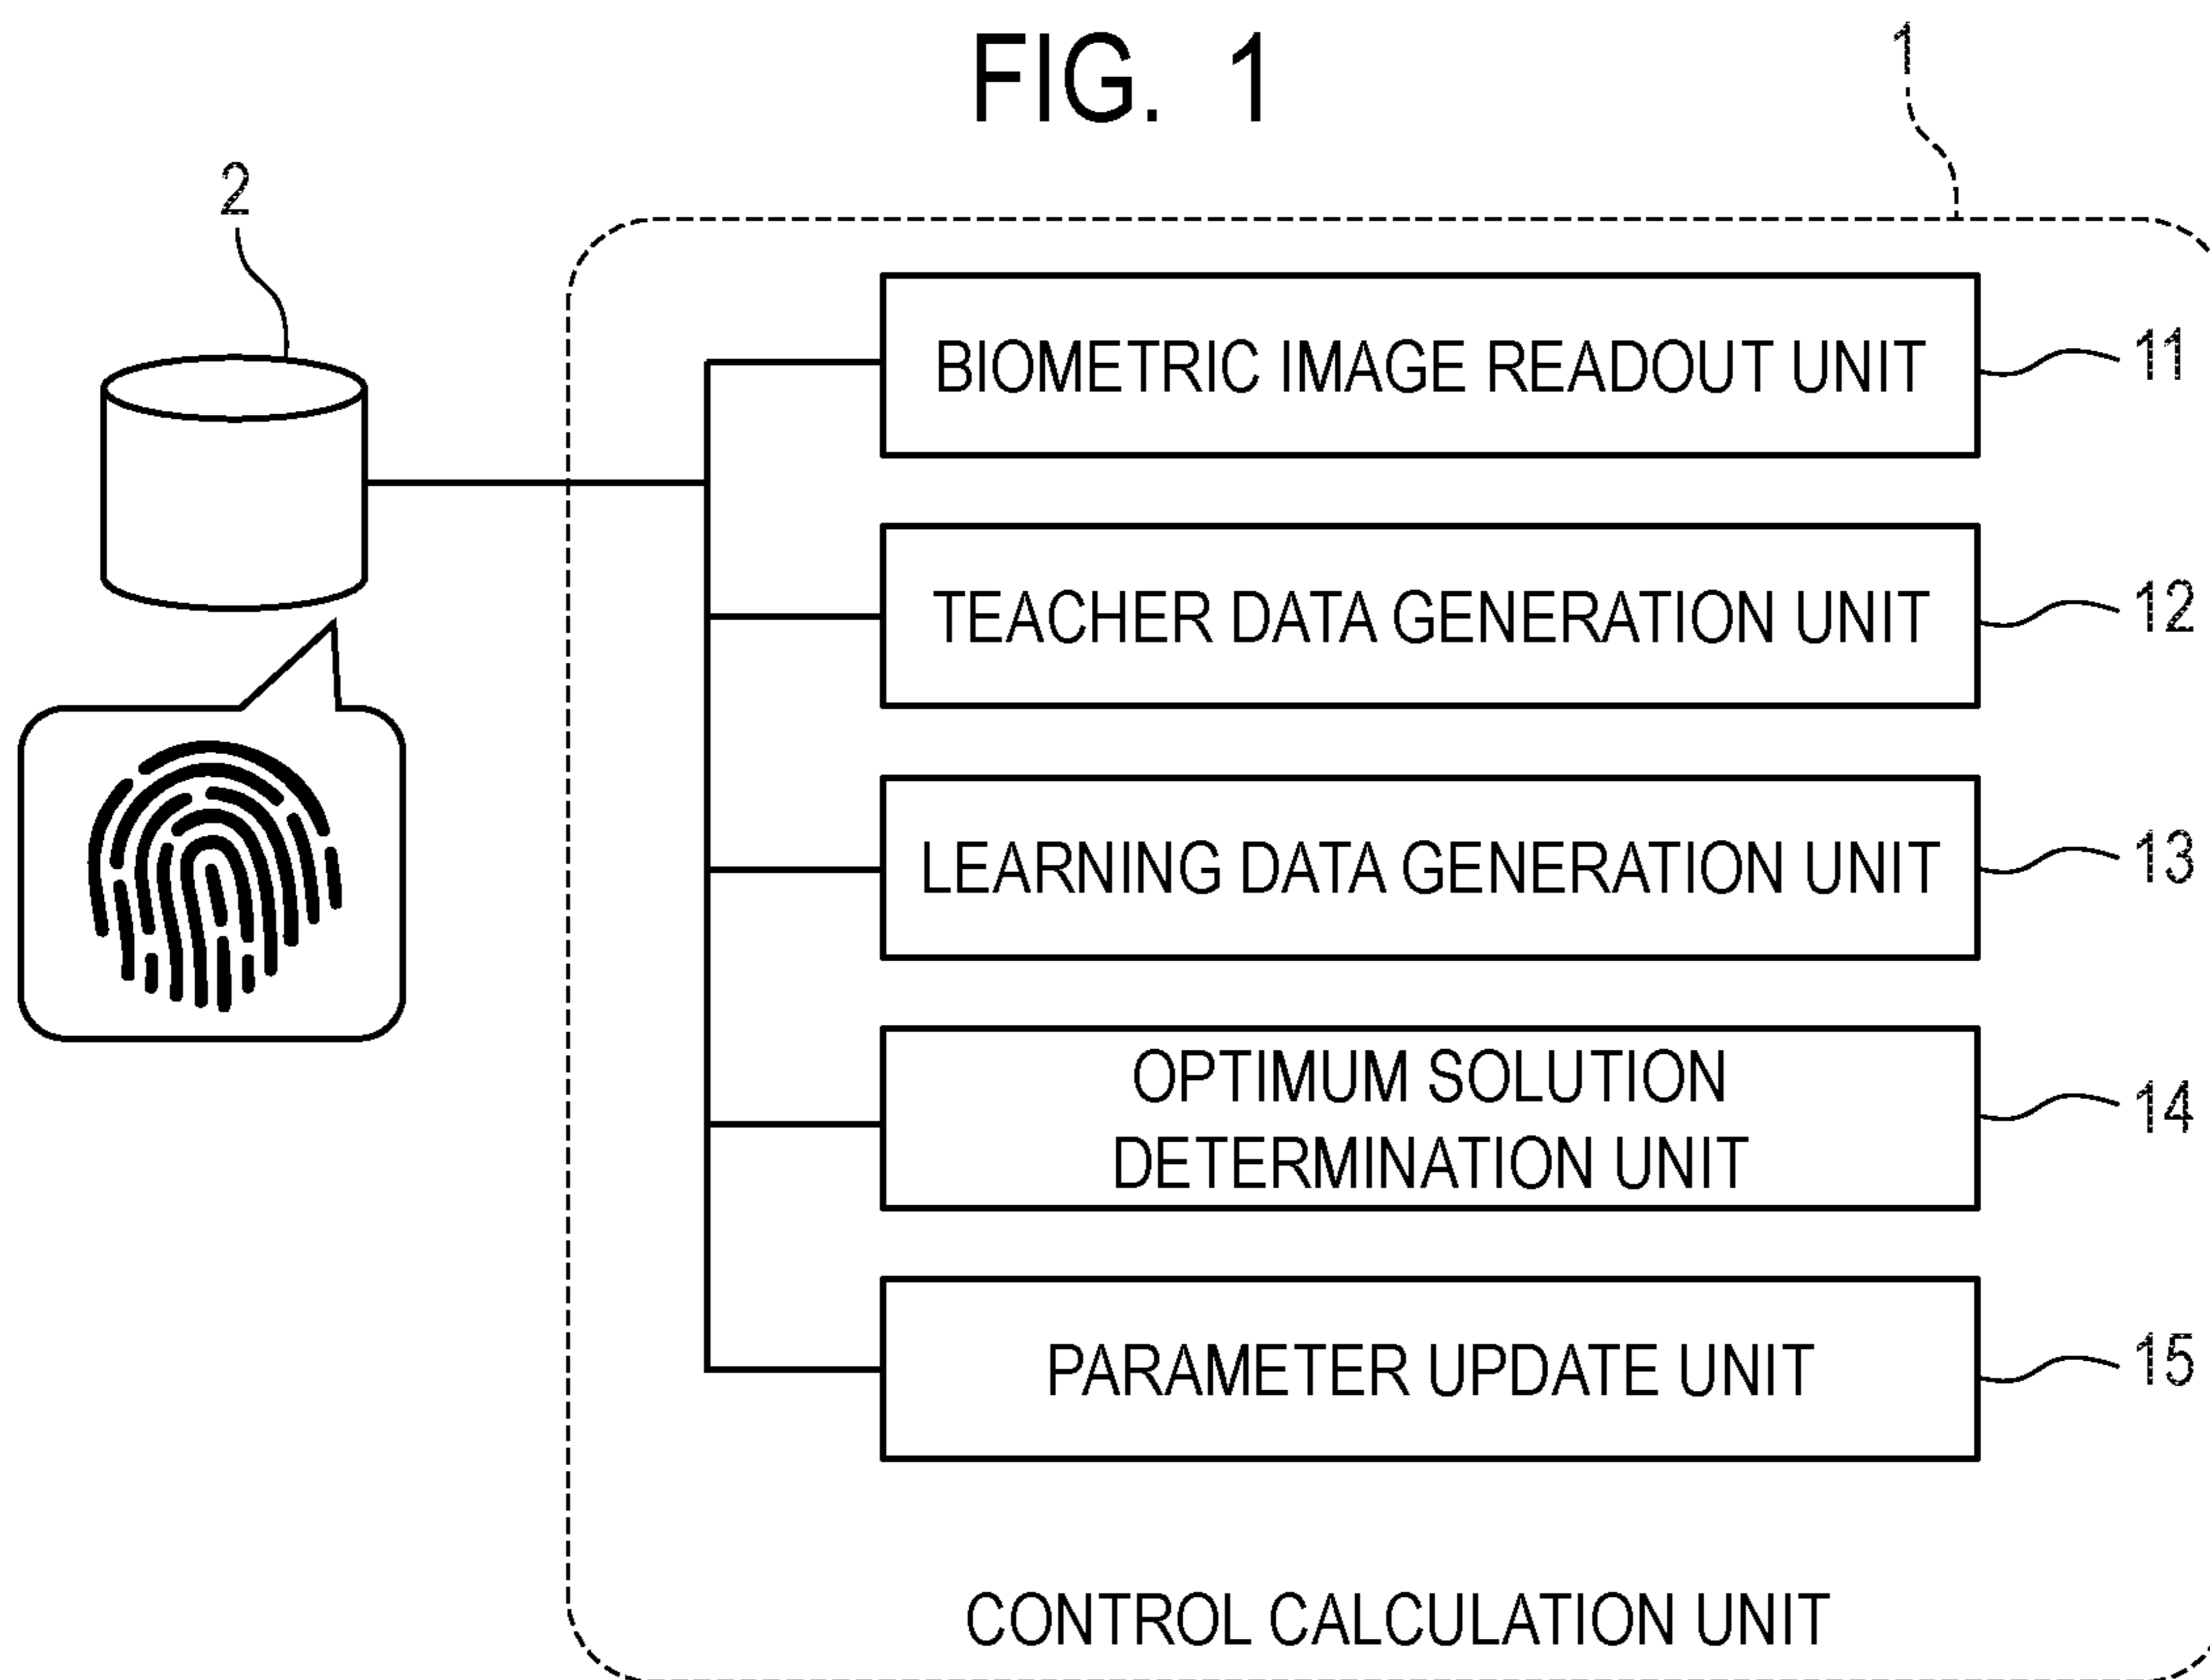 FIG. 1
1
2
BIOMETRIC IMAGE READOUT UNIT
11
TEACHER DATA GENERATION UNIT
12
LEARNING DATA GENERATION UNIT
13
OPTIMUM SOLUTION
DETERMINATION UNIT
14
PARAMETER UPDATE UNIT
15
CONTROL CALCULATION UNIT